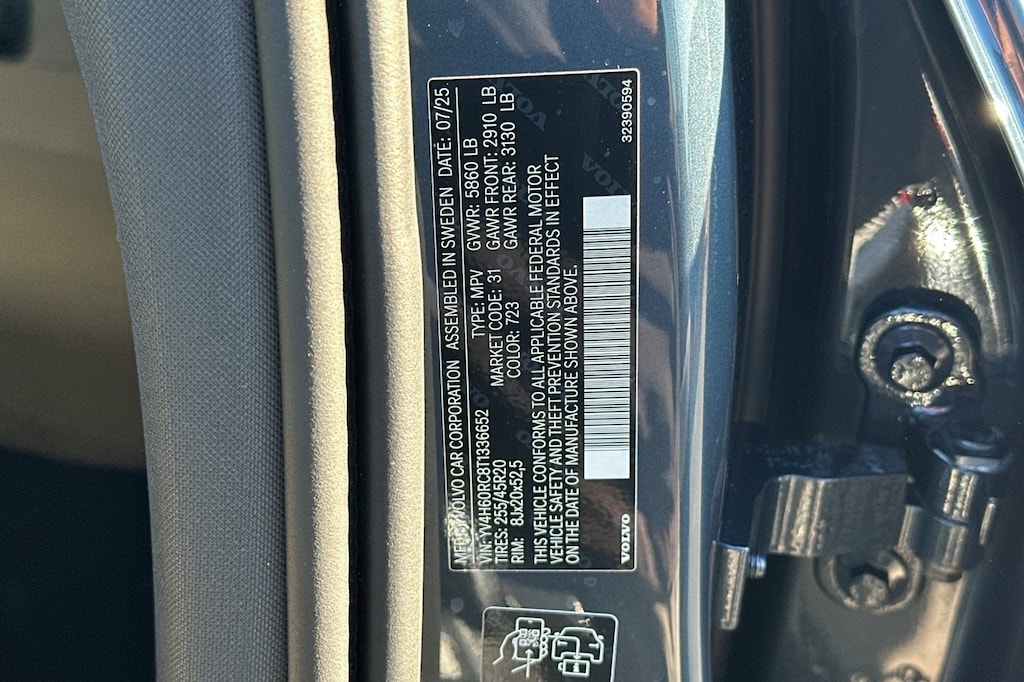 MFD BY VOLVO CAR CORPORATION ASSEMBLED IN SWEDEN DATE: 07/25
VIN: YV4H60RC8T1336652 TYPE: MPV GVWR: 5860 LB
TIRES: 255/45R20 MARKET CODE: 31 GAWR FRONT: 2910 LB
RIM: 8Jx20x52,5 COLOR: 723 GAWR REAR: 3130 LB
THIS VEHICLE CONFORMS TO ALL APPLICABLE FEDERAL MOTOR
VEHICLE SAFETY AND THEFT PREVENTION STANDARDS IN EFFECT
ON THE DATE OF MANUFACTURE SHOWN ABOVE.
VOLVO 32390594